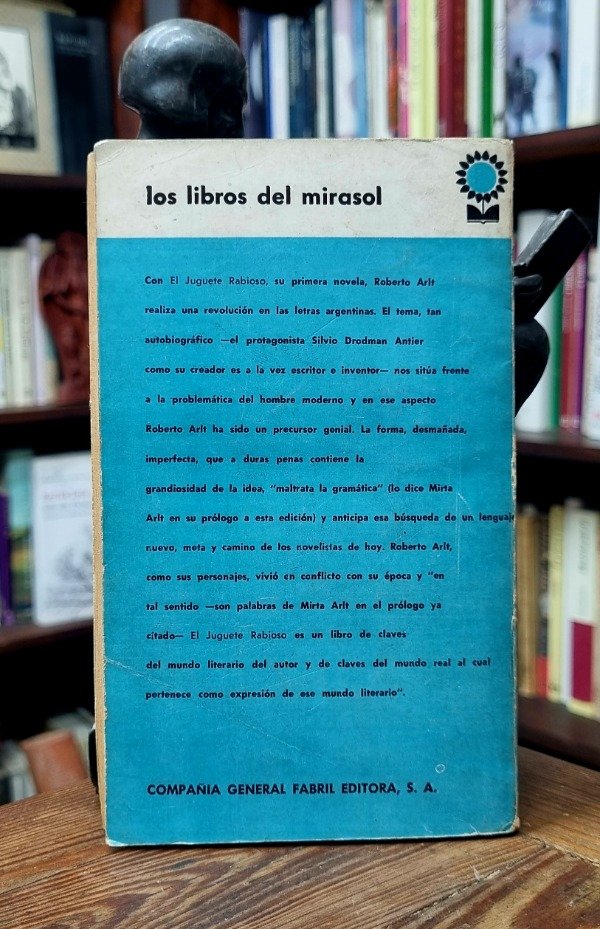 los libros del mirasol
Con El Juguete Rabioso, su primera novela, Roberto Arlt
realiza una revolución en las letras argentinas. El tema, tan
autobiográfico —el protagonista Silvio Drodman Antier
como su creador es a la vez escritor e inventor— nos sitúa frente
a la problemática del hombre moderno y en ese aspecto
Roberto Arlt ha sido un precursor genial. La forma, desmañada,
imperfecta, que a duras penas contiene la
grandiosidad de la idea, "maltrata la gramática" (lo dice Mirta
Arlt en su prólogo a esta edición) y anticipa esa búsqueda de un lenguaje
nuevo, meta y camino de los novelistas de hoy. Roberto Arlt,
como sus personajes, vivió en conflicto con su época y "en
tal sentido —son palabras de Mirta Arlt en el prólogo ya
citado— El Juguete Rabioso es un libro de claves
del mundo literario del autor y de claves del mundo real al cual
pertenece como expresión de ese mundo literario".
COMPAÑIA GENERAL FABRIL EDITORA, S. A.